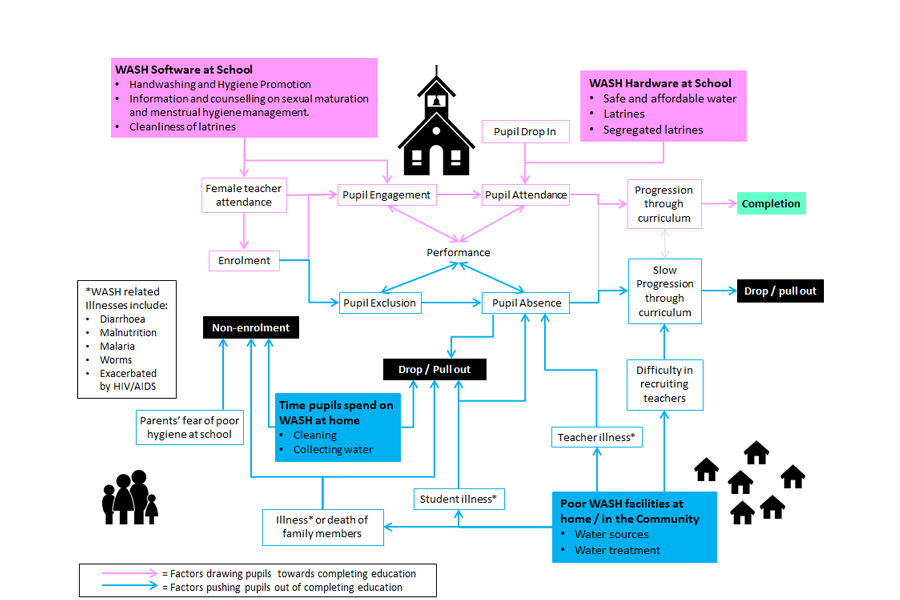 WASH Software at School
• Handwashing and Hygiene Promotion
• Information and counselling on sexual maturation
and menstrual hygiene management.
• Cleanliness of latrines
WASH Hardware at School
• Safe and affordable water
• Latrines
• Segregated latrines
Pupil Drop In
Female teacher
attendance
Pupil Engagement
Pupil Attendance
Progression
through
curriculum
Completion
Enrolment
Performance
*WASH related
Illnesses include:
• Diarrhoea
• Malnutrition
• Malaria
• Worms
• Exacerbated
by HIV/AIDS
Pupil Exclusion
Pupil Absence
Slow
Progression
through
curriculum
Drop / pull out
Non-enrolment
Drop / Pull out
Difficulty in
recruiting
teachers
Parents' fear of poor
hygiene at school
Time pupils spend on
WASH at home
• Cleaning
• Collecting water
Teacher illness*
Student illness*
Illness* or death of
family members
Poor WASH facilities at
home / in the Community
• Water sources
• Water treatment
= Factors drawing pupils towards completing education
= Factors pushing pupils out of completing education